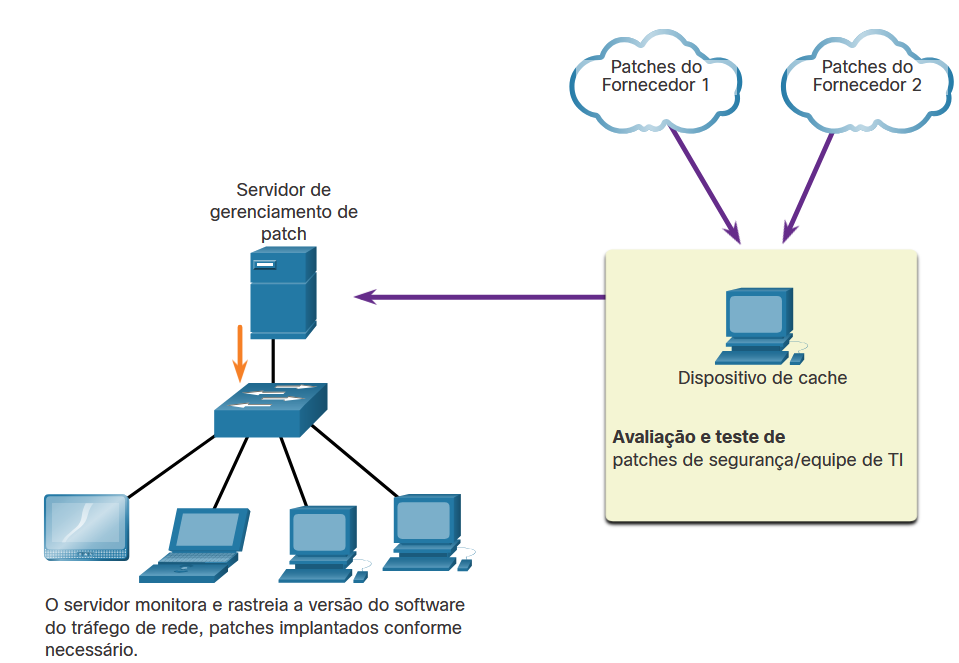 Patches do
Fornecedor 1
Patches do
Fornecedor 2
Servidor de
gerenciamento de
patch
Dispositivo de cache
Avaliação e teste de
patches de segurança/equipe de TI
O servidor monitora e rastreia a versão do software
do tráfego de rede, patches implantados conforme
necessário.